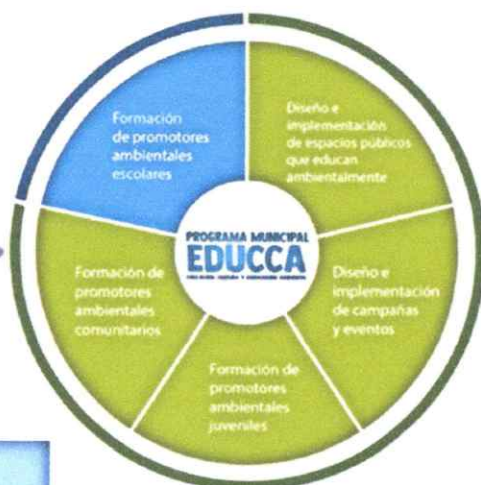 Formación
de promotores
ambientales
escolares
Diseño e
implementación
de espacios públicos
que educan
ambientalmente
PROGRAMA MUNICIPAL
EDUCCA
Formación de
promotores
ambientales
comunitarios
Diseño e
implementación
de campañas
y eventos
Formación de
promotores
ambientales
juveniles